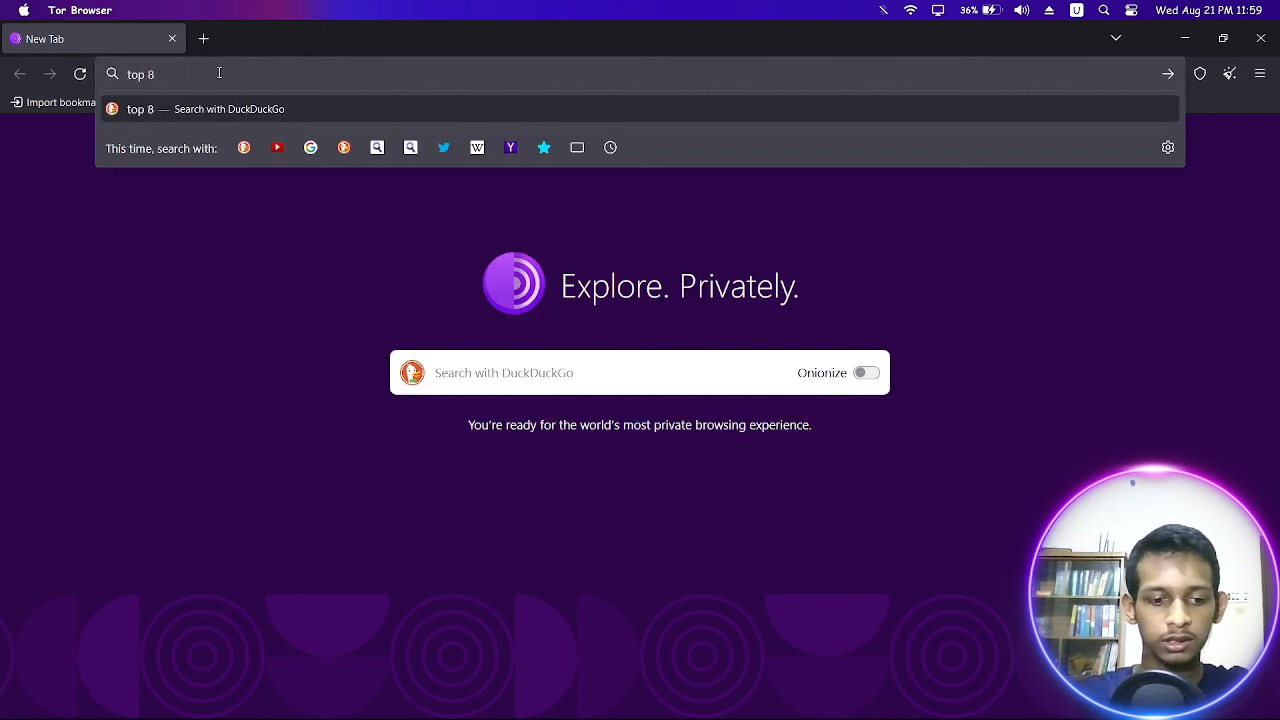 Tor Browser
36%
U
Wed Aug 21 PM 11:59
New Tab
top 8
Import bookma
top 8 — Search with DuckDuckGo
This time, search with:
Explore. Privately.
Search with DuckDuckGo
Onionize
You're ready for the world's most private browsing experience.